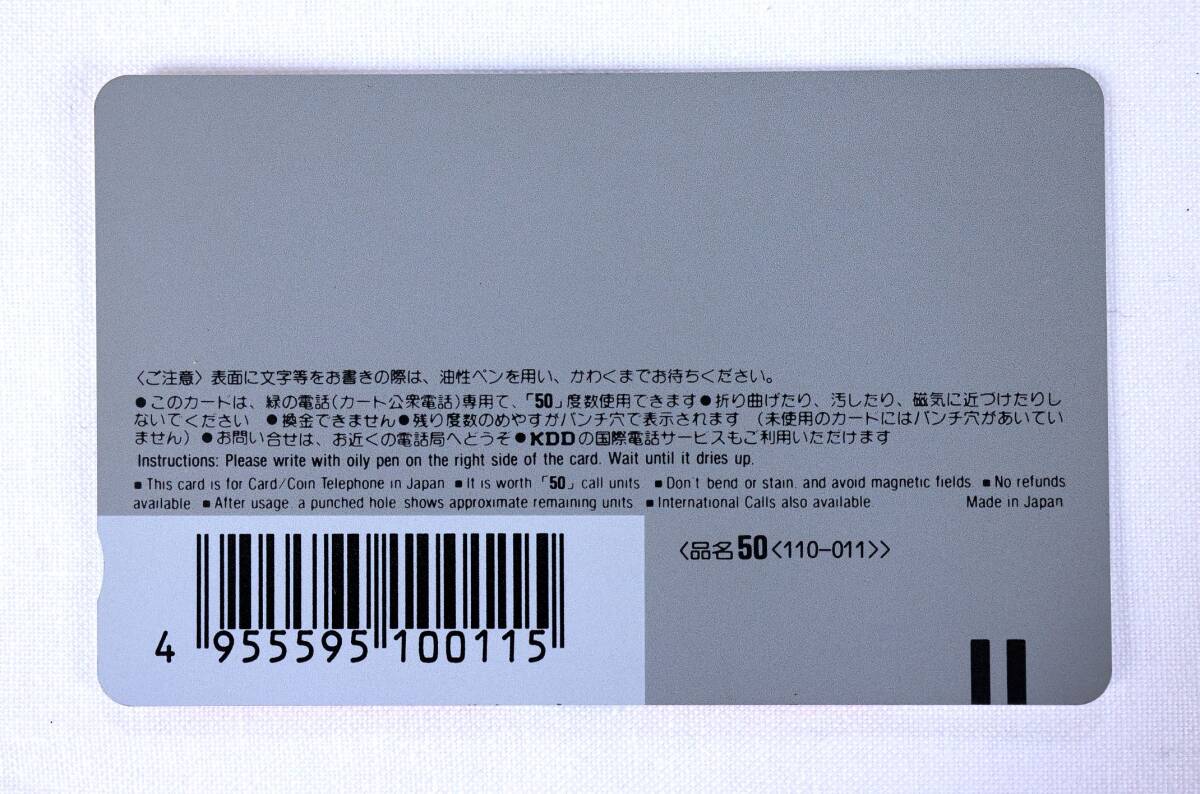 〈ご注意〉表面に文字等をお書きの際は、油性ペンを用い、かわくまでお待ちください。
●このカードは、緑の電話(カード公衆電話)専用で、「50」度数使用できます●折り曲げたり、汚したり、磁気に近づけたりし
ないでください ●換金できません●残り度数のめやすがパンチ穴で表示されます (未使用のカードにはパンチ穴があいてい
ません)●お問い合せは、お近くの電話局へどうぞ●KDDの国際電話サービスもご利用いただけます
Instructions: Please write with oily pen on the right side of the card. Wait until it dries up.
■ This card is for Card/Coin Telephone in Japan ■ It is worth「50」call units ■ Don't bend or stain, and avoid magnetic fields ■ No refunds
available ■ After usage, a punched hole shows approximate remaining units ■ International Calls also available. Made in Japan
〈品名50〈110-011〉〉
4 955595 100115